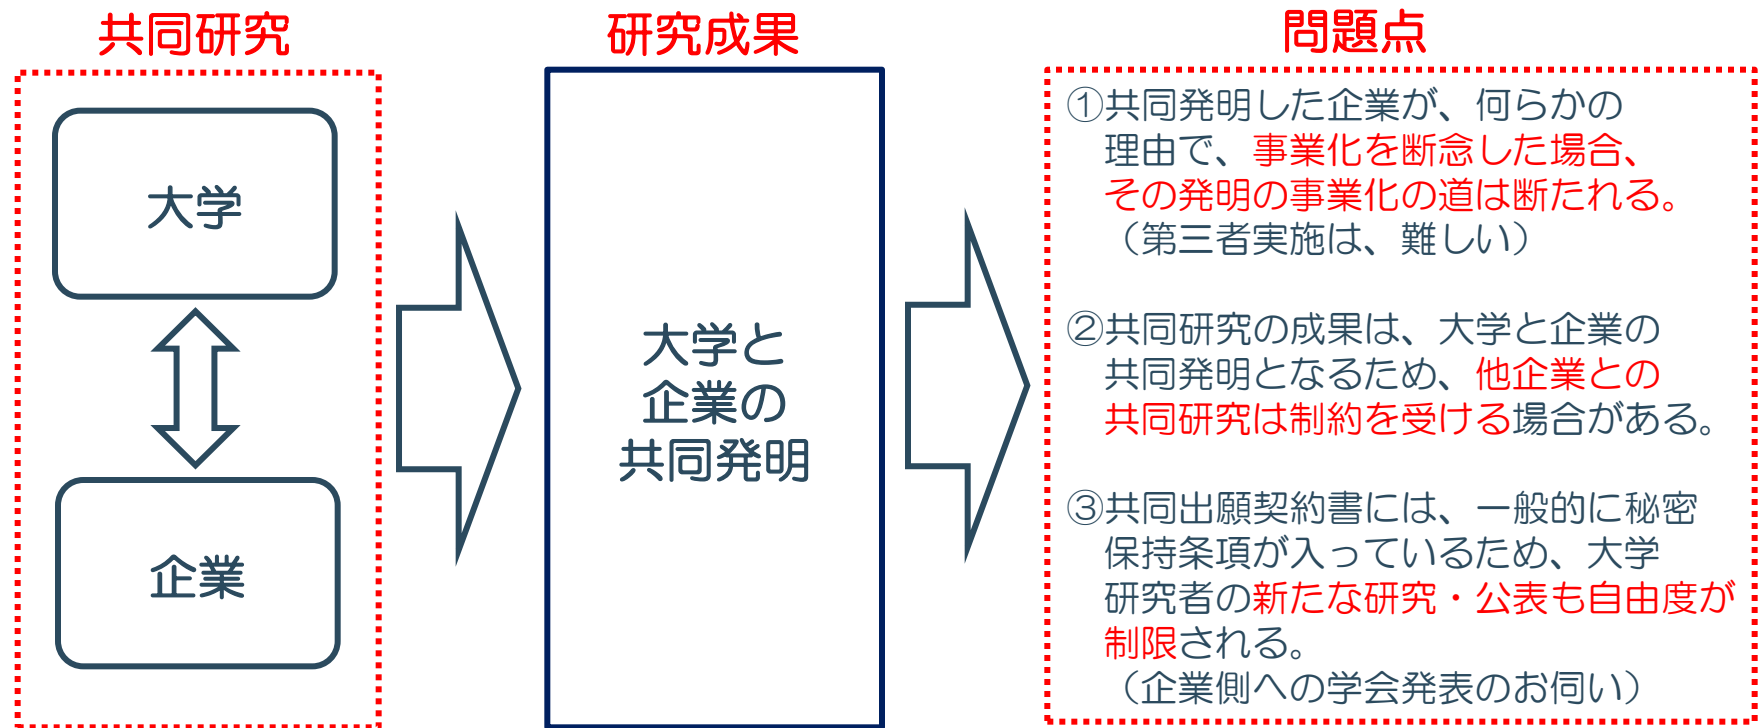 共同研究
大学
企業
研究成果
大学と
企業の
共同発明
問題点
①共同発明した企業が、何らかの
理由で、事業化を断念した場合、
その発明の事業化の道は断たれる。
（第三者実施は、難しい）
②共同研究の成果は、大学と企業の
共同発明となるため、他企業との
共同研究は制約を受ける場合がある。
③共同出願契約書には、一般的に秘密
保持条項が入っているため、大学
研究者の新たな研究・公表も自由度が
制限される。
（企業側への学会発表のお伺い）